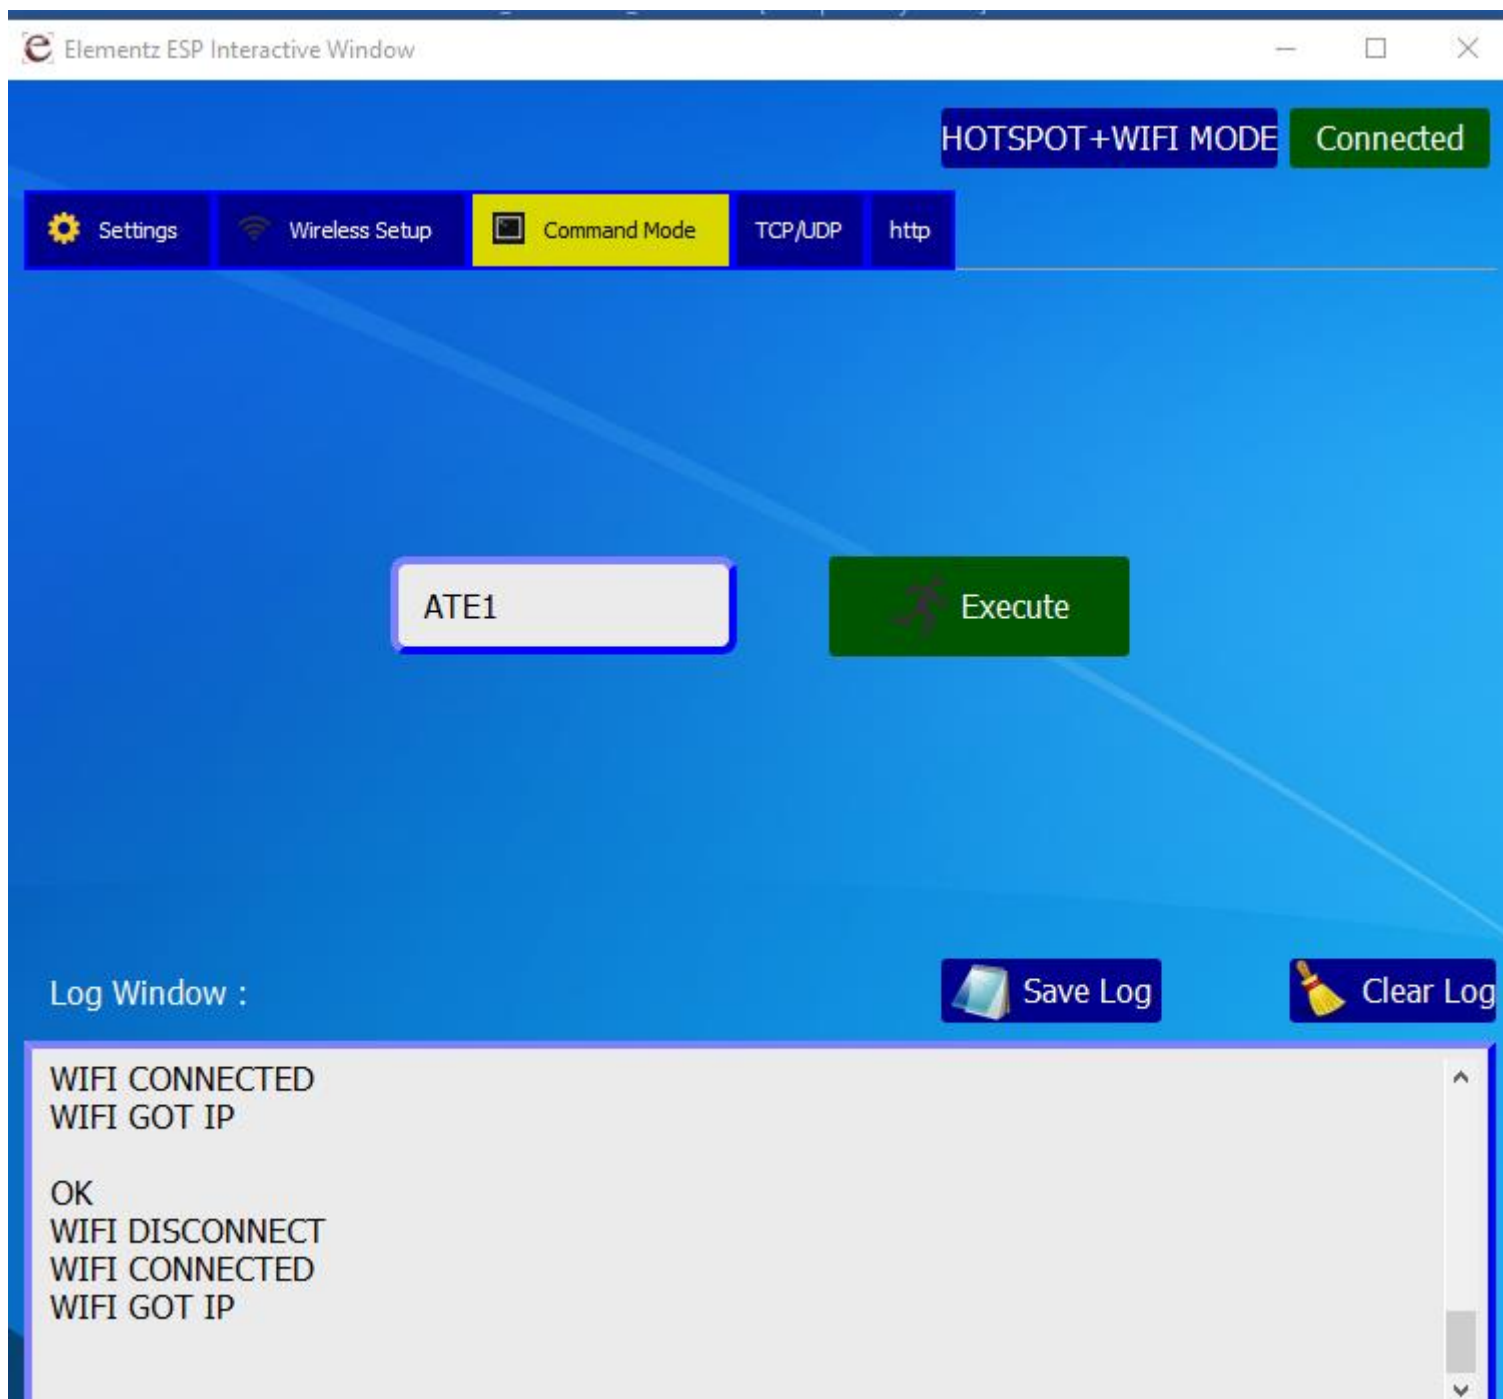 Elementz ESP Interactive Window
HOTSPOT+WIFI MODE Connected
Settings Wireless Setup Command Mode TCP/UDP http
ATE1 Execute
Log Window : Save Log Clear Log
WIFI CONNECTED
WIFI GOT IP
OK
WIFI DISCONNECT
WIFI CONNECTED
WIFI GOT IP